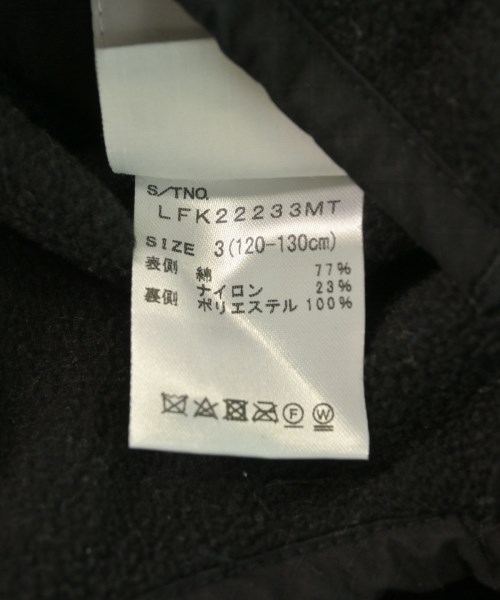 S/TNO.
LFK22233MT
SIZE 3(120-130cm)
表側 綿 77%
ナイロン 23%
裏側 ポリエステル 100%
F W